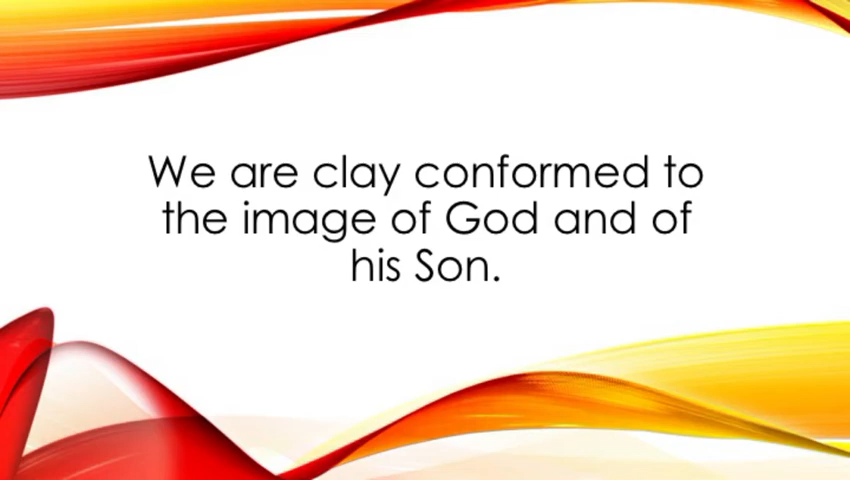 We are clay conformed to
the image of God and of
his Son.